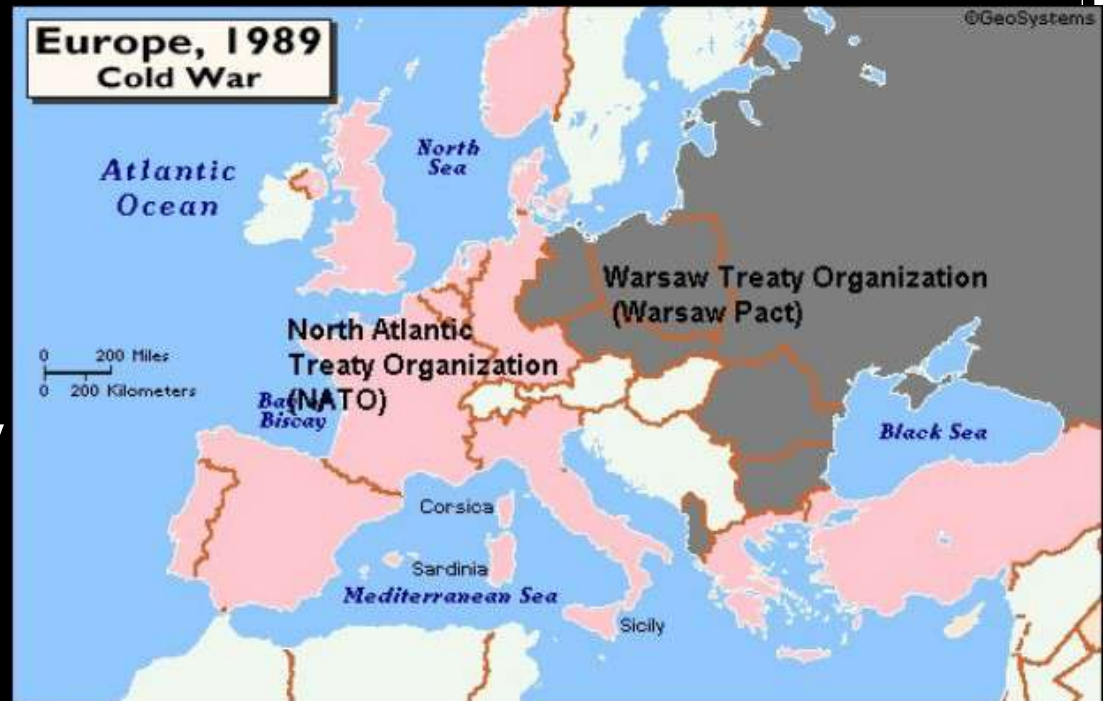 Europe, 1989
Cold War
©GeoSystems
Atlantic
Ocean
North
Sea
Warsaw Treaty Organization
(Warsaw Pact)
North Atlantic
Treaty Organization
(NATO)
0 200 Miles
0 200 Kilometers
Biscay
Black Sea
Corsica
Sardinia
Mediterranean Sea
Sicily